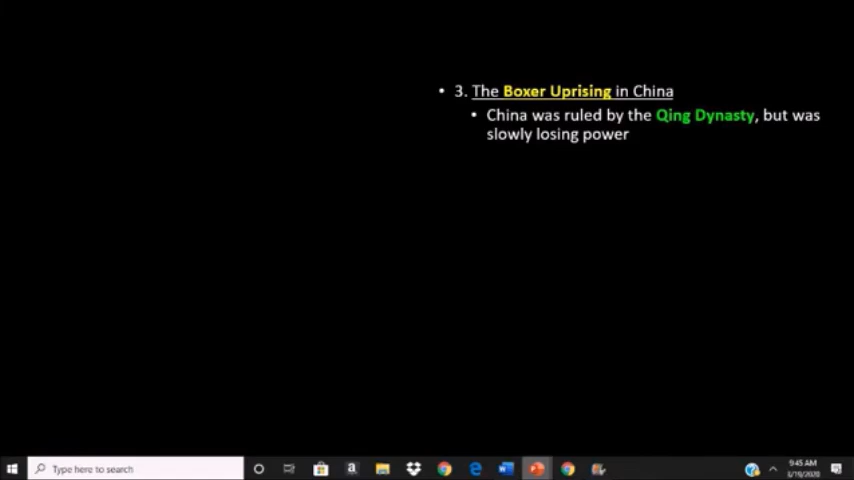 • 3. The Boxer Uprising in China
• China was ruled by the Qing Dynasty, but was
slowly losing power
Type here to search
a
9:45 AM